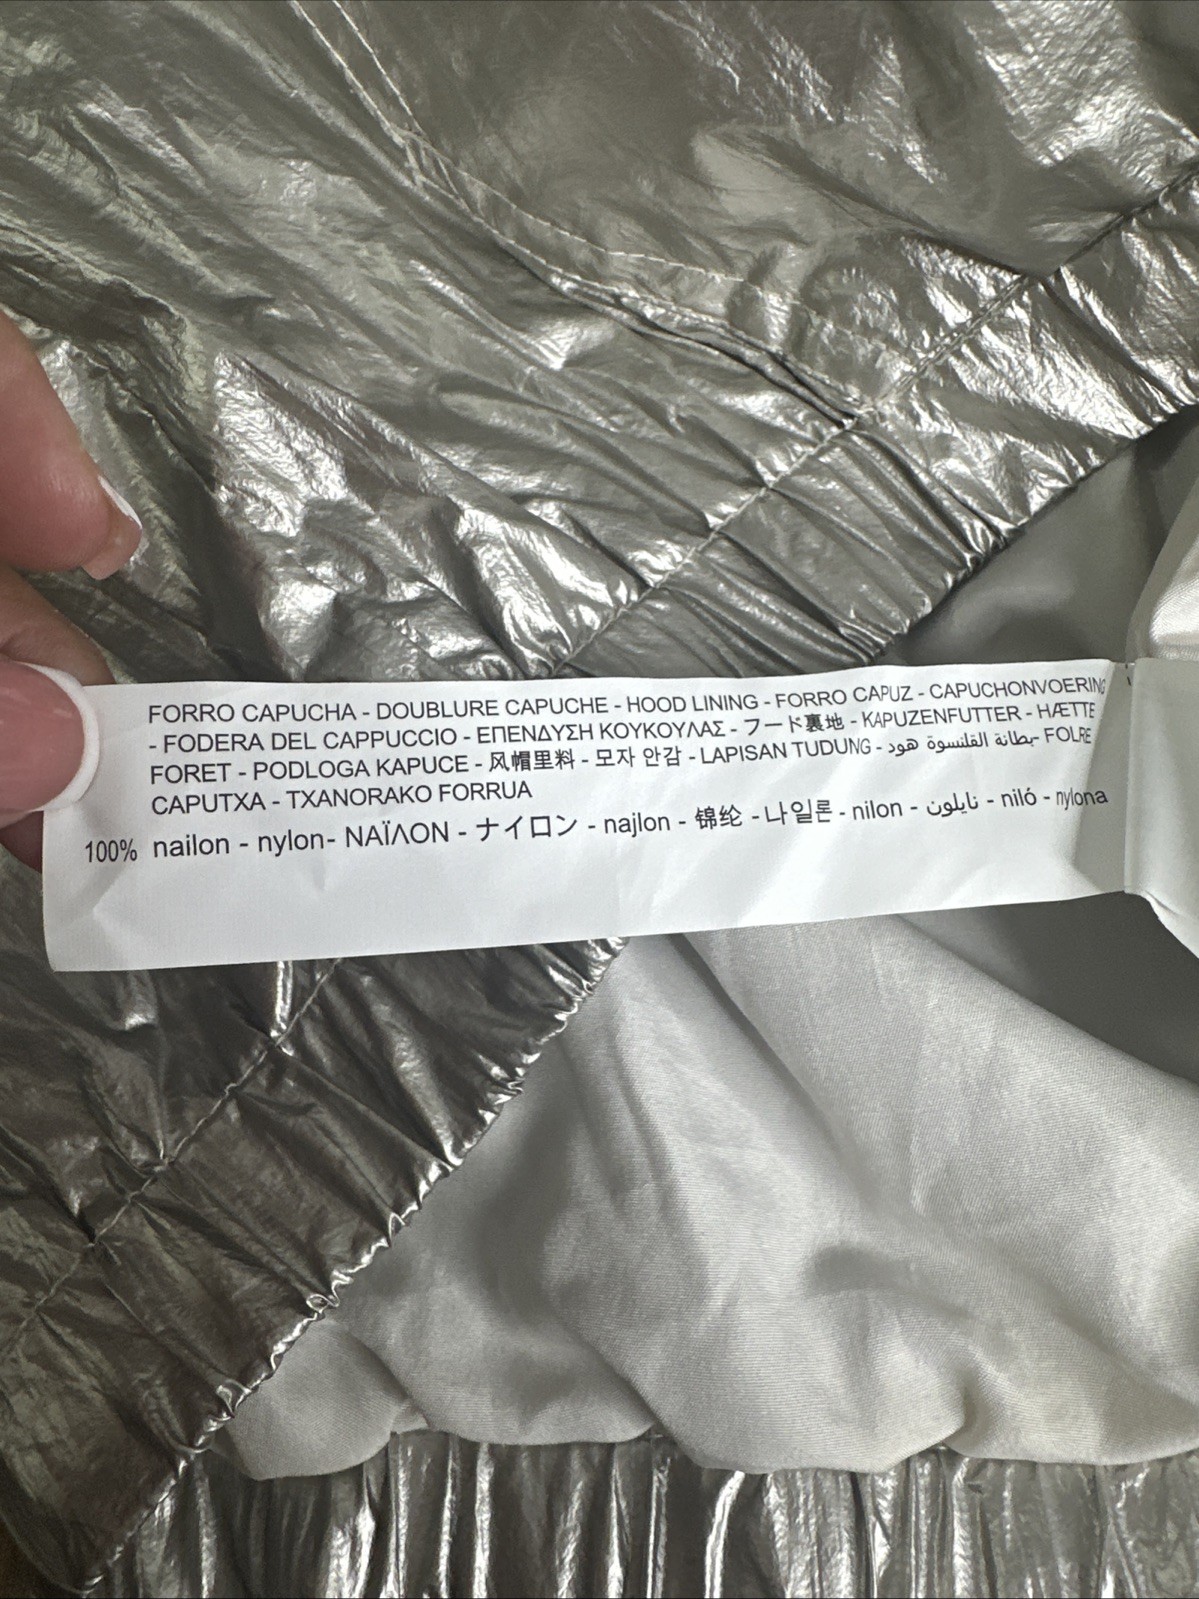 FORRO CAPUCHA - DOUBLURE CAPUCHE - HOOD LINING - FORRO CAPUZ - CAPUCHONVOERING
- FODERA DEL CAPPUCCIO - ΕΠΕΝΔΥΣΗ ΚΟΥΚΟΥΛΑΣ - フード裏地 - KAPUZENFUTTER - HÆTTE
FORET - PODLOGA KAPUCE - 风帽里料 - 모자 안감 - LAPISAN TUDUNG - بطانة القلنسوة هود- FOLRE
CAPUTXA - TXANORAKO FORRUA
100% nailon - nylon- ΝΑΪΛΟΝ - ナイロン - najlon - 锦纶 - 나일론 - nilon - نايلون - niló - nylona